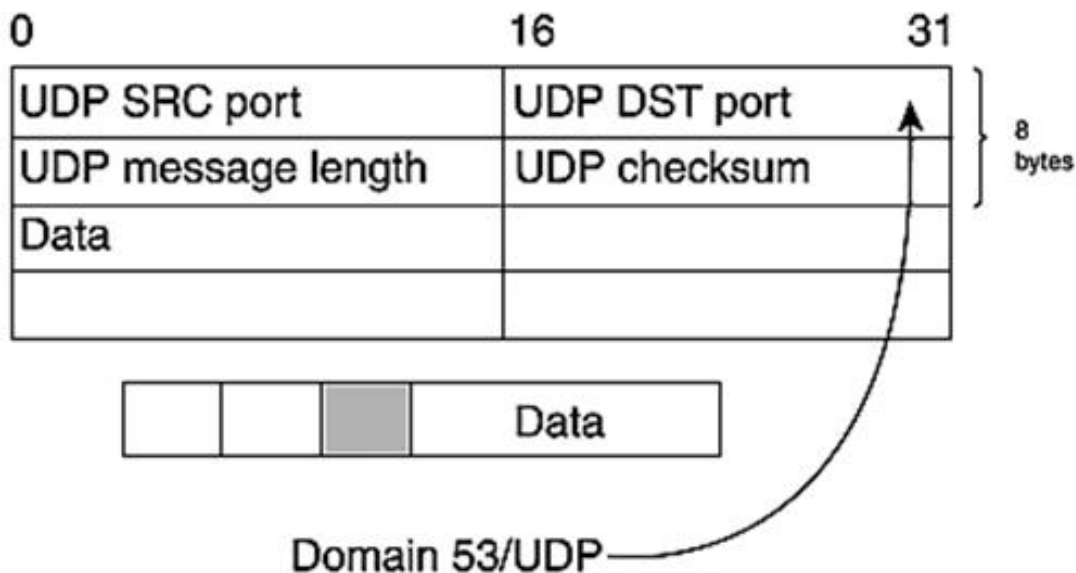 0 16 31
UDP SRC port UDP DST port
8
bytes
UDP message length UDP checksum
Data
Data
Domain 53/UDP